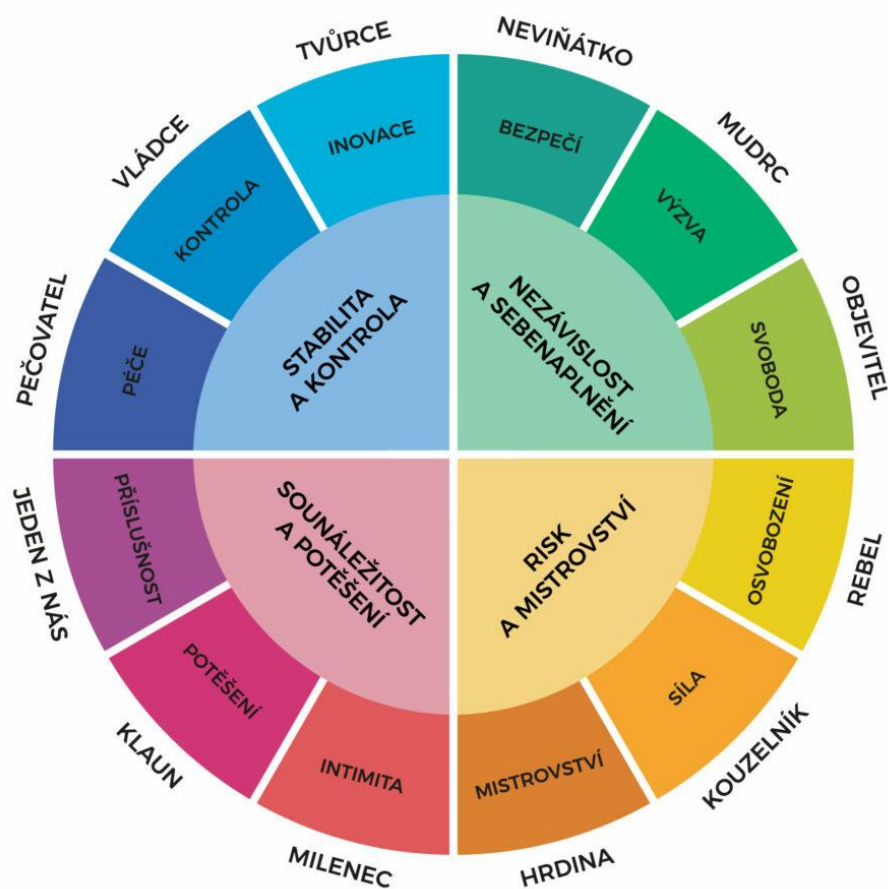 TVŮRCE
NEVIŇÁTKO
VLÁDCE
INOVACE
BEZPEČÍ
MUDRC
KONTROLA
VÝZVA
PEČOVATEL
PÉČE
STABILITA
A KONTROLA
NEZÁVISLOST
A SEBENAPLNĚNÍ
SVOBODA
OBJEVITEL
JEDEN Z NÁS
PŘÍSLUŠNOST
SOUNÁLEŽITOST
A POTĚŠENÍ
RISK
A MISTROVSTVÍ
OSVOBOZENÍ
REBEL
KLAUN
POTĚŠENÍ
SÍLA
KOUZELNÍK
INTIMITA
MISTROVSTVÍ
MILENEC
HRDINA